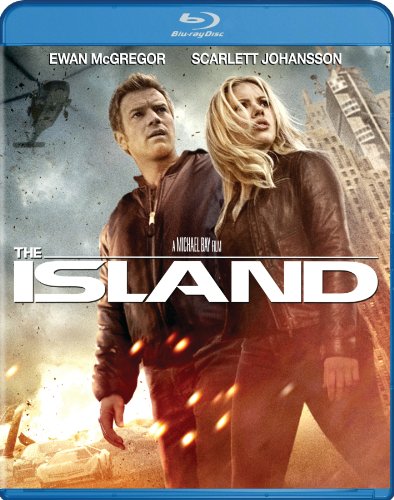 Blu-ray Disc
EWAN McGREGOR SCARLETT JOHANSSON
A MICHAEL BAY FILM
THE
ISLAND